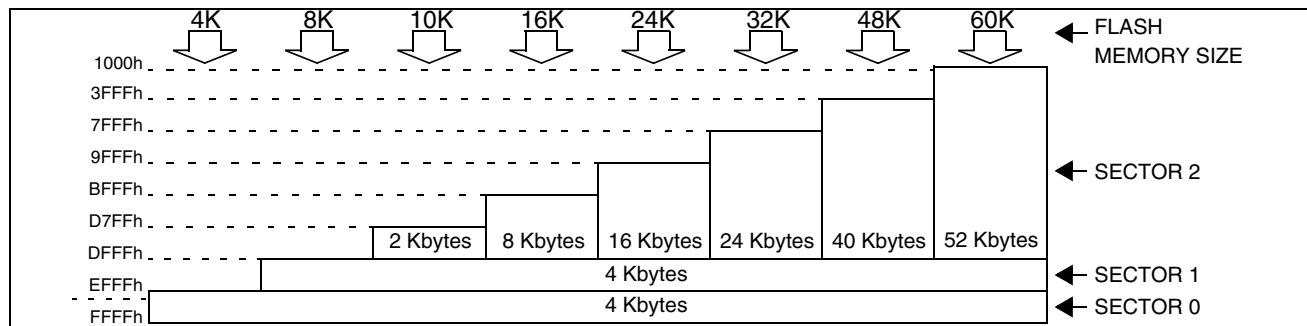 4K 8K 10K 16K 24K 32K 48K 60K
FLASH
MEMORY SIZE
1000h
3FFFh
7FFFh
9FFFh
BFFFh
D7FFh
DFFFh
EFFFh
FFFFh
2 Kbytes 8 Kbytes 16 Kbytes 24 Kbytes 40 Kbytes 52 Kbytes
SECTOR 2
4 Kbytes
SECTOR 1
4 Kbytes
SECTOR 0